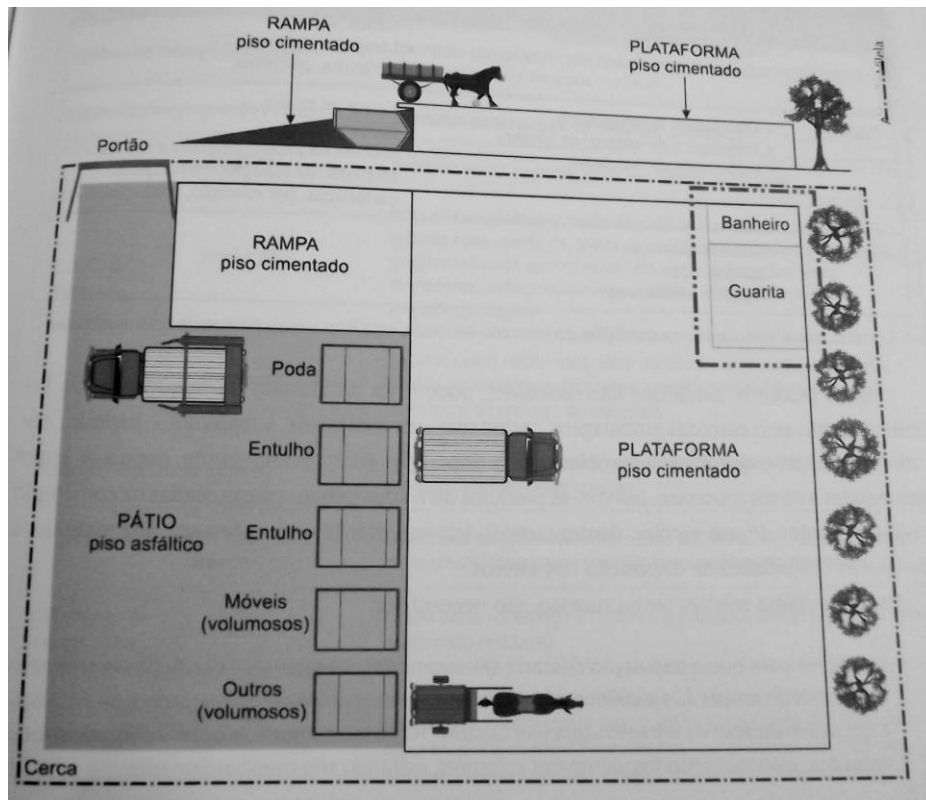 RAMPA
piso cimentado
PLATAFORMA
piso cimentado
Portão
RAMPA
piso cimentado
Banheiro
Guarita
Poda
Entulho
PLATAFORMA
piso cimentado
PÁTIO
piso asfáltico
Entulho
Móveis
(volumosos)
Outros
(volumosos)
Cerca